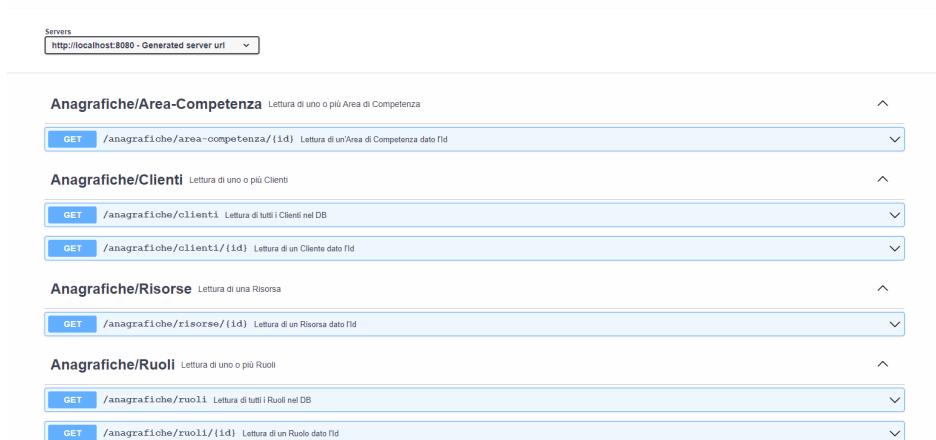 Servers
http://localhost:8080 - Generated server url
Anagrafiche/Area-Competenza Lettura di uno o più Area di Competenza
GET /anagrafiche/area-competenza/{id} Lettura di un'Area di Competenza dato l'Id
Anagrafiche/Clienti Lettura di uno o più Clienti
GET /anagrafiche/clienti Lettura di tutti i Clienti nel DB
GET /anagrafiche/clienti/{id} Lettura di un Cliente dato l'Id
Anagrafiche/Risorse Lettura di una Risorsa
GET /anagrafiche/risorse/{id} Lettura di un Risorsa dato l'Id
Anagrafiche/Ruoli Lettura di uno o più Ruoli
GET /anagrafiche/ruoli Lettura di tutti i Ruoli nel DB
GET /anagrafiche/ruoli/{id} Lettura di un Ruolo dato l'Id